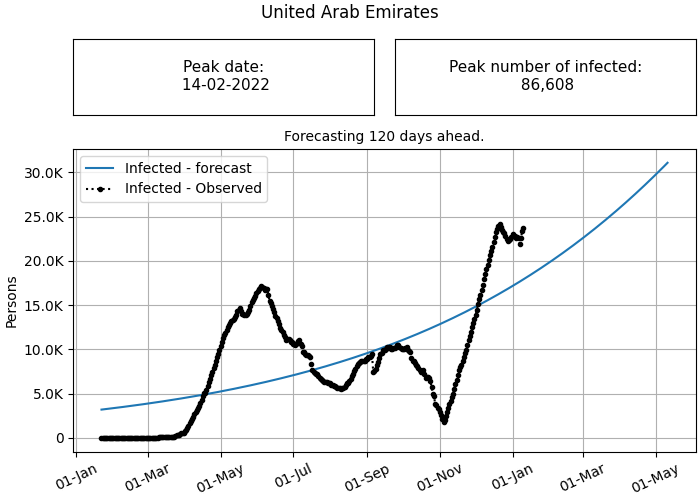 United Arab Emirates
Peak date:
14-02-2022
Peak number of infected:
86,608
Forecasting 120 days ahead.
Infected - forecast
Infected - Observed
30.0K
25.0K
20.0K
15.0K
10.0K
5.0K
0
Persons
01-Jan
01-Mar
01-May
01-Jul
01-Sep
01-Nov
01-Jan
01-Mar
01-May